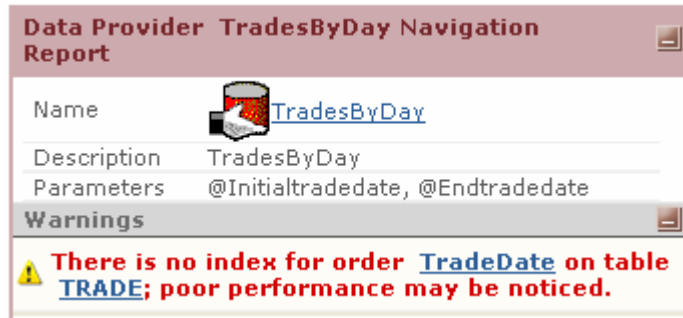 Data Provider TradesByDay Navigation
Report
Name TradesByDay
Description TradesByDay
Parameters @Initialtradedate, @Endtradedate
Warnings
There is no index for order TradeDate on table
TRADE; poor performance may be noticed.